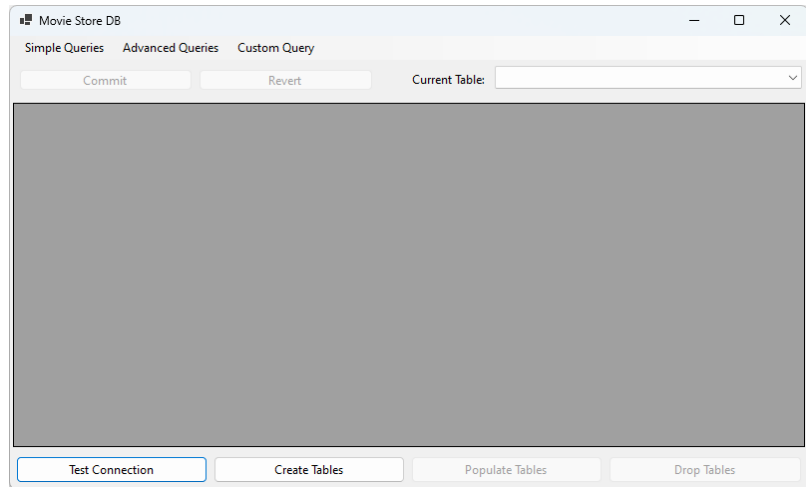 Movie Store DB
Simple Queries Advanced Queries Custom Query
Commit Revert Current Table:
Test Connection Create Tables Populate Tables Drop Tables